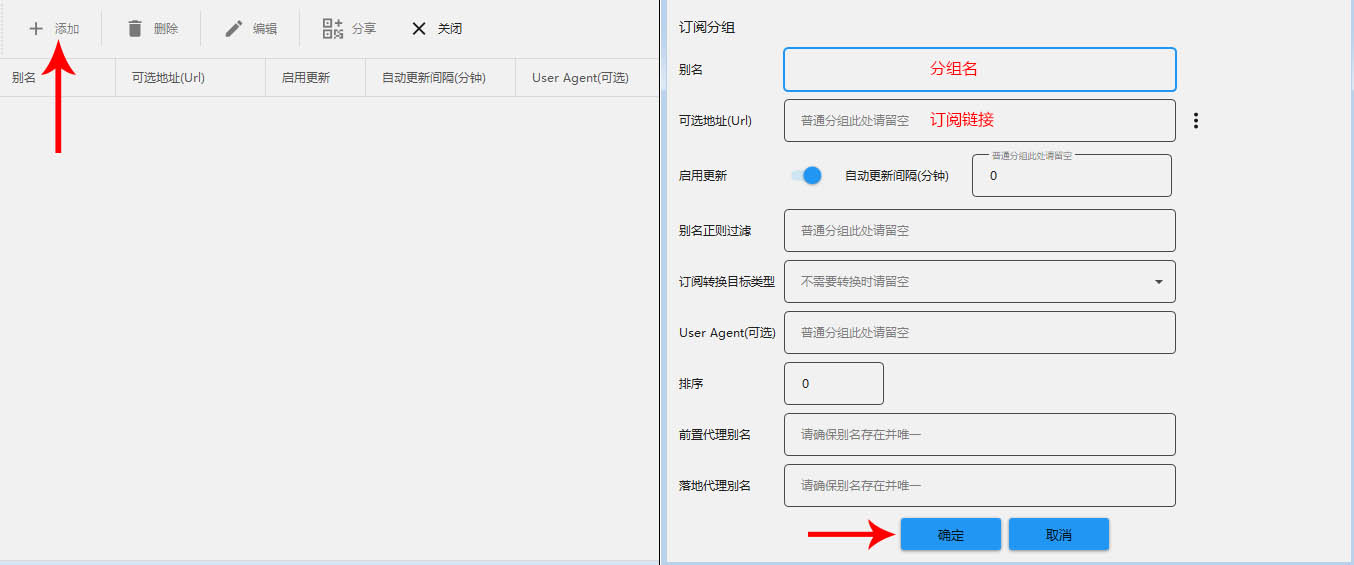 添加 删除 编辑 分享 关闭
别名 可选地址(Url) 启用更新 自动更新间隔(分钟) User Agent(可选)
订阅分组
别名 分组名
可选地址(Url) 普通分组此处请留空 订阅链接
普通分组此处请留空
启用更新 自动更新间隔(分钟) 0
别名正则过滤 普通分组此处请留空
订阅转换目标类型 不需要转换时请留空
User Agent(可选) 普通分组此处请留空
排序 0
前置代理别名 请确保别名存在并唯一
落地代理别名 请确保别名存在并唯一
确定 取消